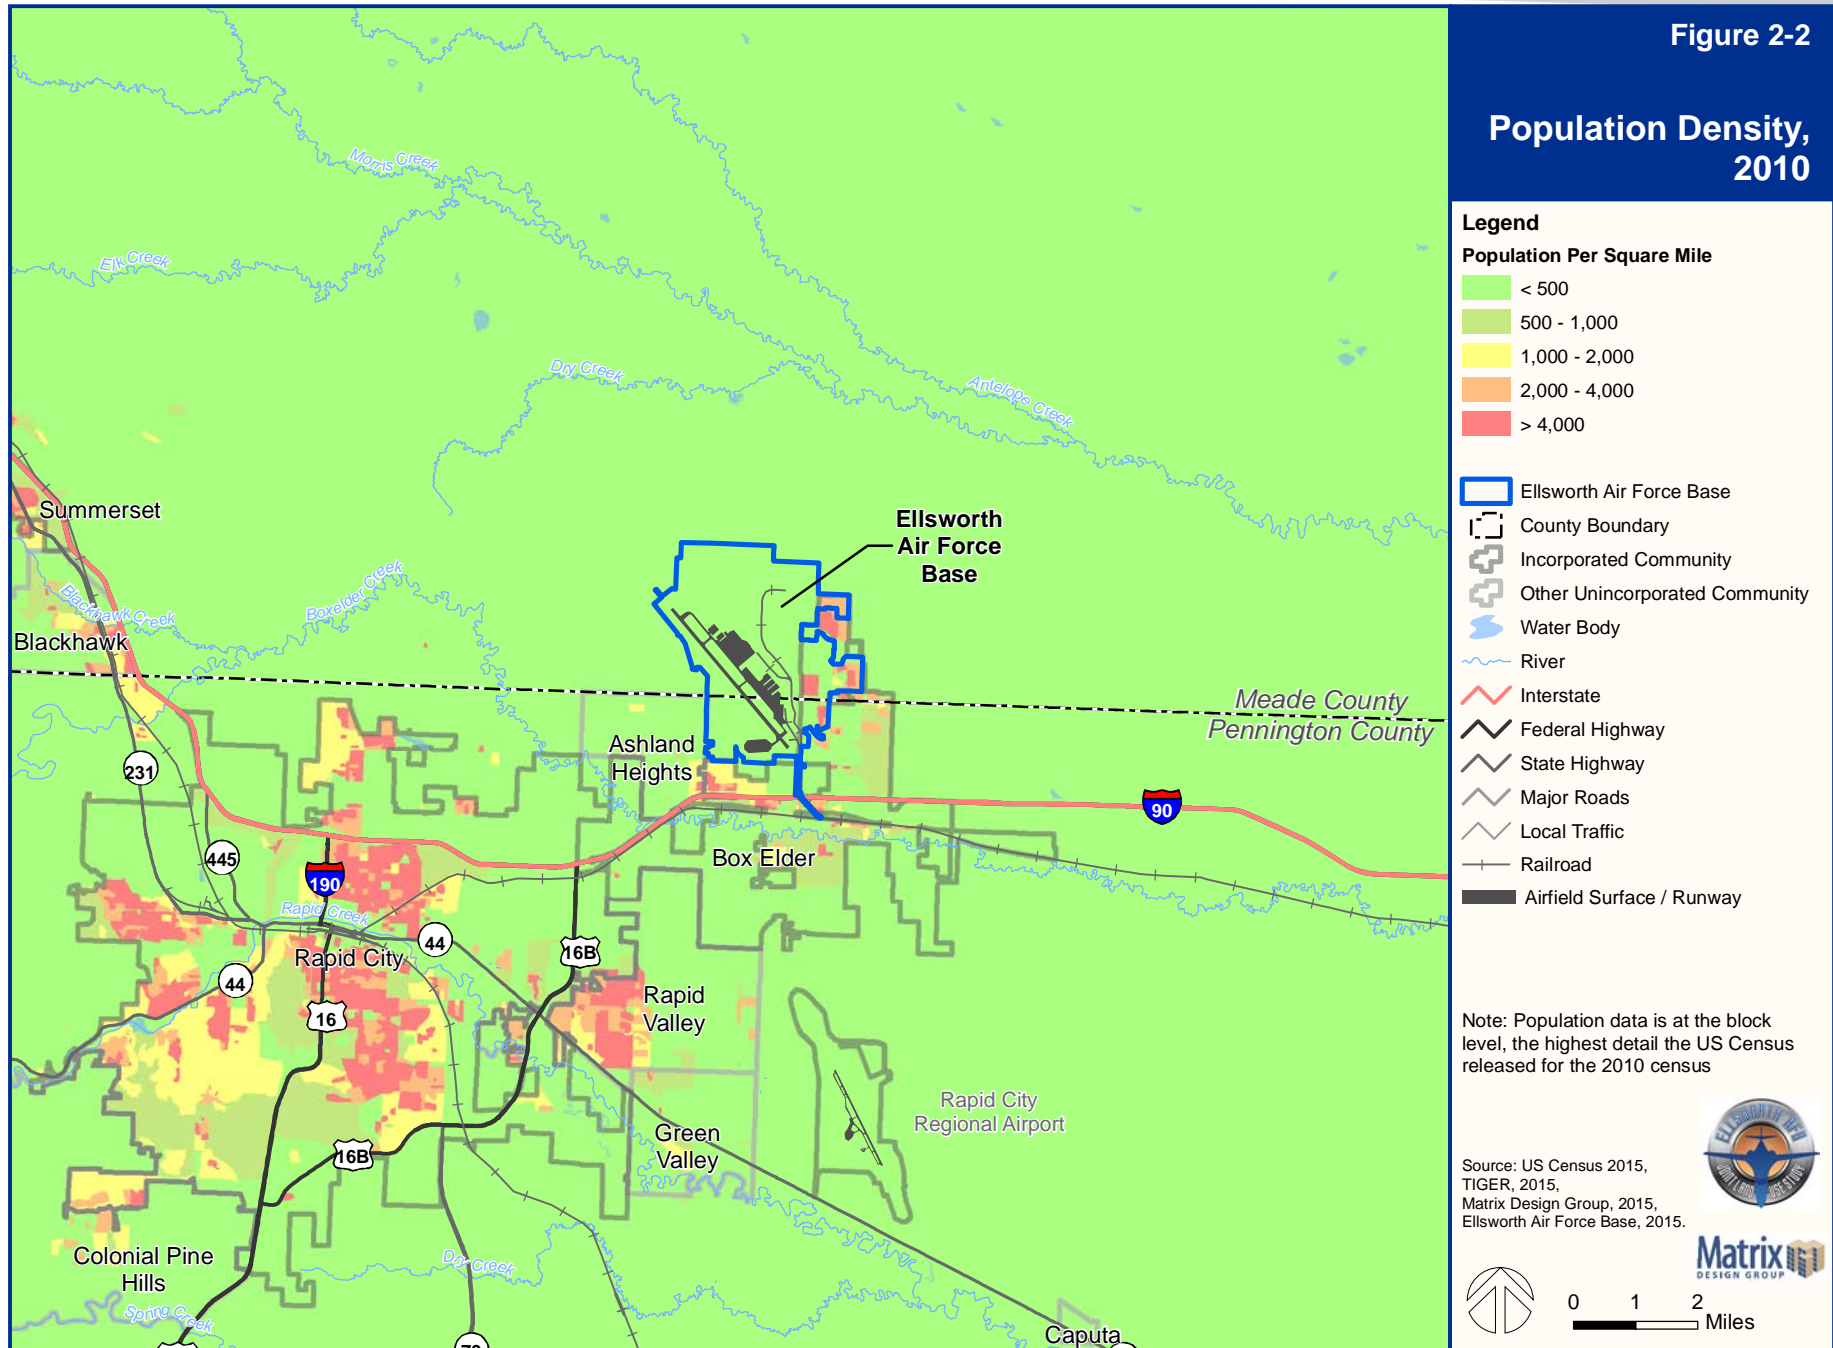 Figure 2-2
Population Density,
2010
Legend
Population Per Square Mile
< 500
500 - 1,000
1,000 - 2,000
2,000 - 4,000
> 4,000
Ellsworth Air Force Base
County Boundary
Incorporated Community
Other Unincorporated Community
Water Body
River
Interstate
Federal Highway
State Highway
Major Roads
Local Traffic
Railroad
Airfield Surface / Runway
Note: Population data is at the block
level, the highest detail the US Census
released for the 2010 census
Source: US Census 2015,
TIGER, 2015,
Matrix Design Group, 2015,
Ellsworth Air Force Base, 2015.
ELLSWORTH AFB
JOINT LAND USE STUDY
Matrix
DESIGN GROUP
0 1 2
Miles
Morris Creek
Elk Creek
Dry Creek
Antelope Creek
Summerset
Ellsworth
Air Force
Base
Boxelder Creek
Blackhawk Creek
Blackhawk
Meade County
Pennington County
Ashland
Heights
231
90
445
Box Elder
190
Rapid Creek
44
16B
Rapid City
44
Rapid
Valley
16
Rapid City
Regional Airport
Green
Valley
16B
Colonial Pine
Hills
Dry Creek
Spring Creek
Caputa